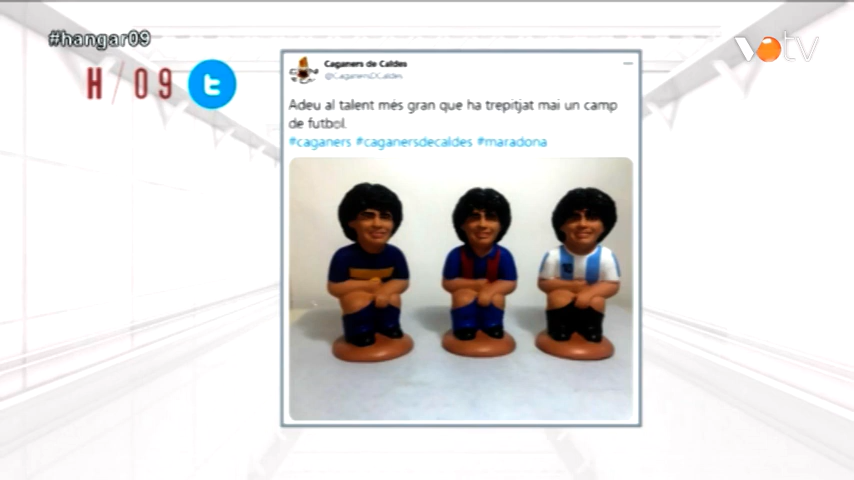 #hangar09
votv
H/09
Caganers de Caldes
@CaganersDCaldes
Adeu al talent més gran que ha trepitjat mai un camp
de futbol.
#caganers #caganersdecaldes #maradona
10